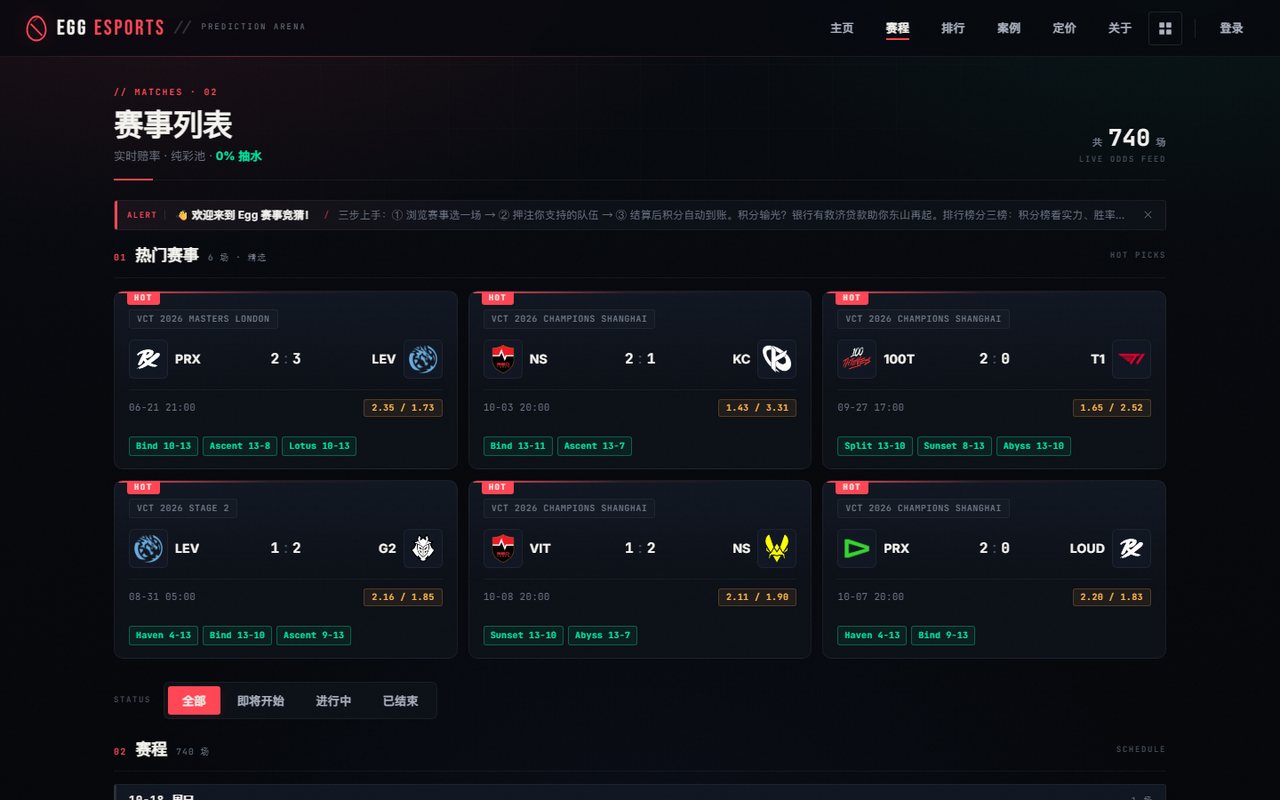 EGG ESPORTS // PREDICTION ARENA 主页 赛程 排行 案例 定价 关于 登录
// MATCHES · 02
赛事列表
实时赔率 · 纯彩池 · 0% 抽水
共 740 场
LIVE ODDS FEED
ALERT 👋 欢迎来到 Egg 赛事竞猜! / 三步上手: ① 浏览赛事选一场 → ② 押注你支持的队伍 → ③ 结算后积分自动到账。积分输光? 银行有救济贷款助你东山再起。排行榜分三榜: 积分榜看实力、胜率… ×
01 热门赛事 6 场 · 精选 HOT PICKS
HOT
VCT 2026 MASTERS LONDON
PRX 2 : 3 LEV
06-21 21:00 2.35 / 1.73
Bind 10-13 Ascent 13-8 Lotus 10-13
HOT
VCT 2026 CHAMPIONS SHANGHAI
NS 2 : 1 KC
10-03 20:00 1.43 / 3.31
Bind 13-11 Ascent 13-7
HOT
VCT 2026 CHAMPIONS SHANGHAI
100 THIEVES 100T 2 : 0 T1
09-27 17:00 1.65 / 2.52
Split 13-10 Sunset 8-13 Abyss 13-10
HOT
VCT 2026 STAGE 2
LEV 1 : 2 G2
08-31 05:00 2.16 / 1.85
Haven 4-13 Bind 13-10 Ascent 9-13
HOT
VCT 2026 CHAMPIONS SHANGHAI
VIT 1 : 2 NS
10-08 20:00 2.11 / 1.90
Sunset 13-10 Abyss 13-7
HOT
VCT 2026 CHAMPIONS SHANGHAI
PRX 2 : 0 LOUD
10-07 20:00 2.20 / 1.83
Haven 4-13 Bind 9-13
STATUS 全部 即将开始 进行中 已结束
02 赛程 740 场 SCHEDULE
10-18 周日